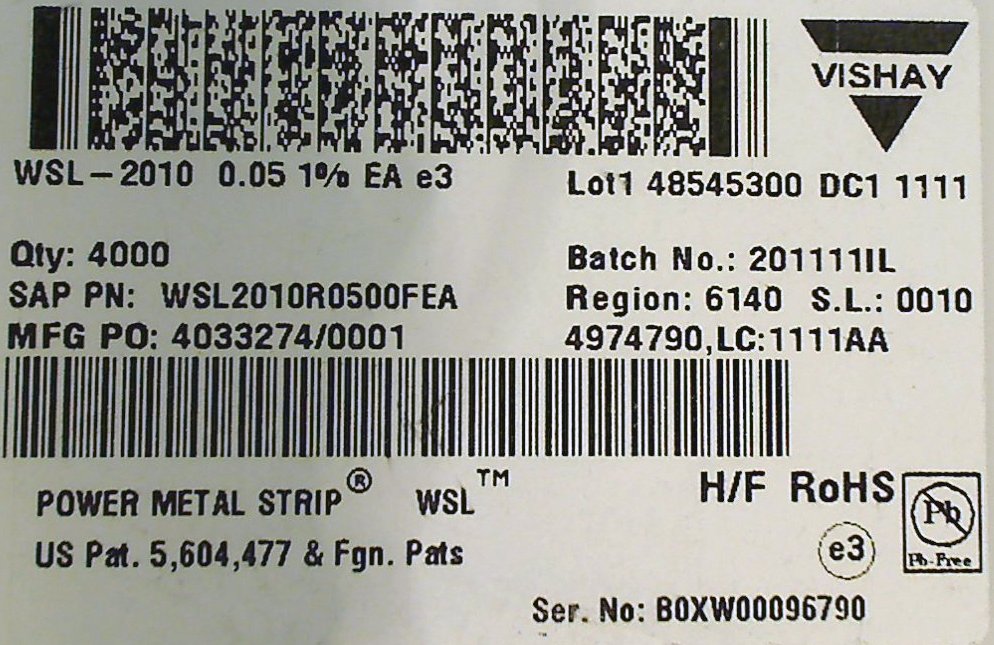 VISHAY
WSL-2010 0.05 1% EA e3
Lot1 48545300 DC1 1111
Qty: 4000
Batch No.: 201111IL
SAP PN: WSL2010R0500FEA
Region: 6140 S.L.: 0010
MFG PO: 4033274/0001
4974790,LC:1111AA
POWER METAL STRIP® WSL™
H/F RoHS
Pb
Pb-Free
US Pat. 5,604,477 & Fgn. Pats
e3
Ser. No: B0XW00096790